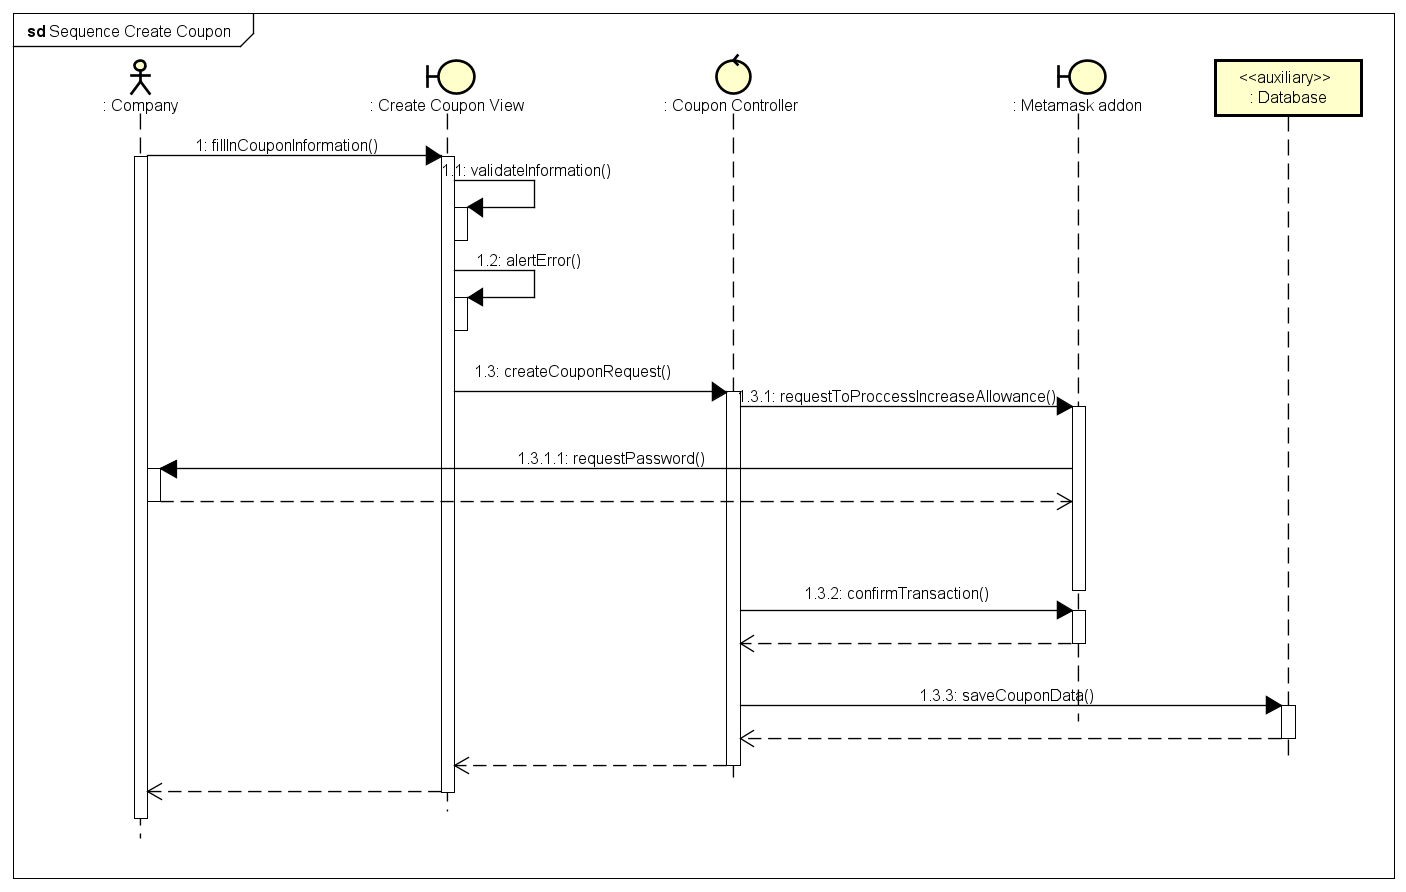 sd Sequence Create Coupon
: Company
: Create Coupon View
: Coupon Controller
: Metamask addon
<<auxiliary>>
: Database
1: fillInCouponInformation()
1.1: validateInformation()
1.2: alertError()
1.3: createCouponRequest()
1.3.1: requestToProccessIncreaseAllowance()
1.3.1.1: requestPassword()
1.3.2: confirmTransaction()
1.3.3: saveCouponData()